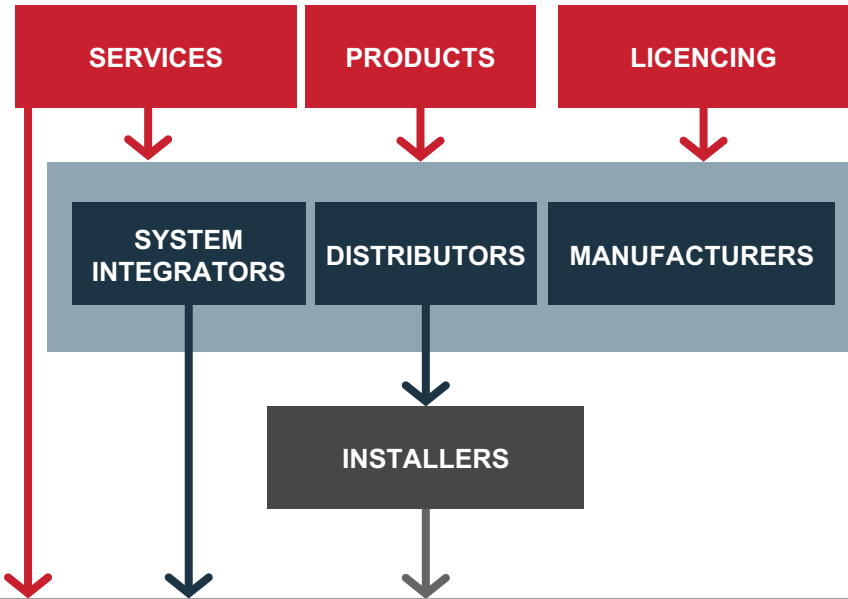 SERVICES
PRODUCTS
LICENCING
SYSTEM
INTEGRATORS
DISTRIBUTORS
MANUFACTURERS
INSTALLERS